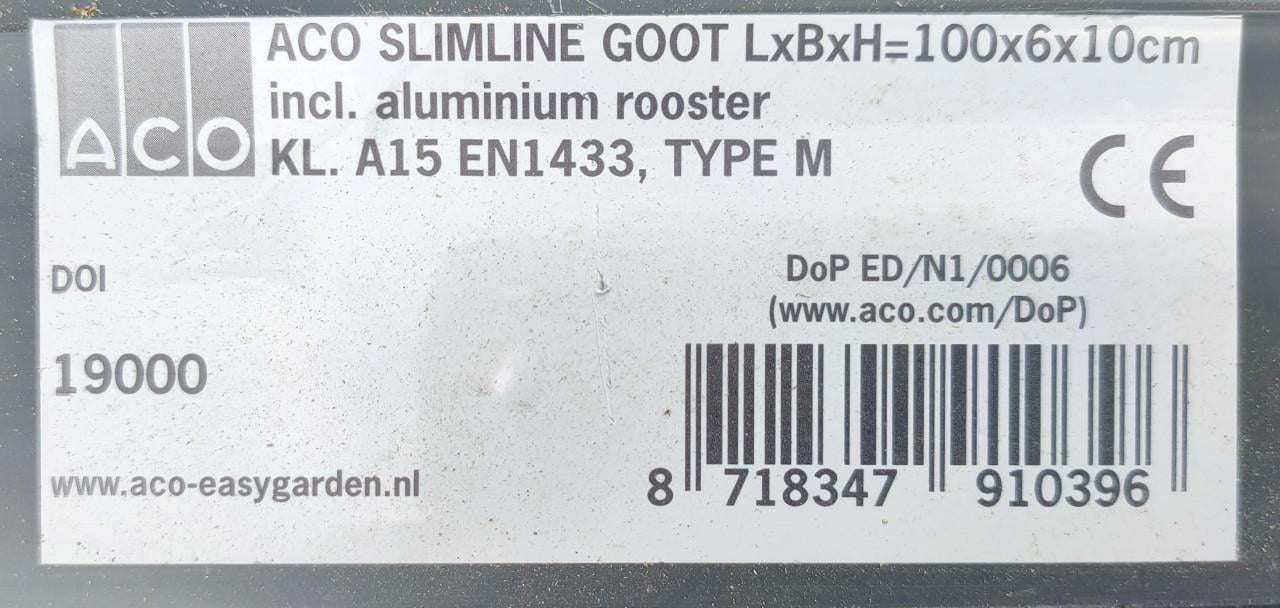 ACO
ACO SLIMLINE GOOT LxBxH=100x6x10cm
incl. aluminium rooster
KL. A15 EN1433, TYPE M
CE
DOI
DoP ED/N1/0006
(www.aco.com/DoP)
19000
www.aco-easygarden.nl
8 718347 910396